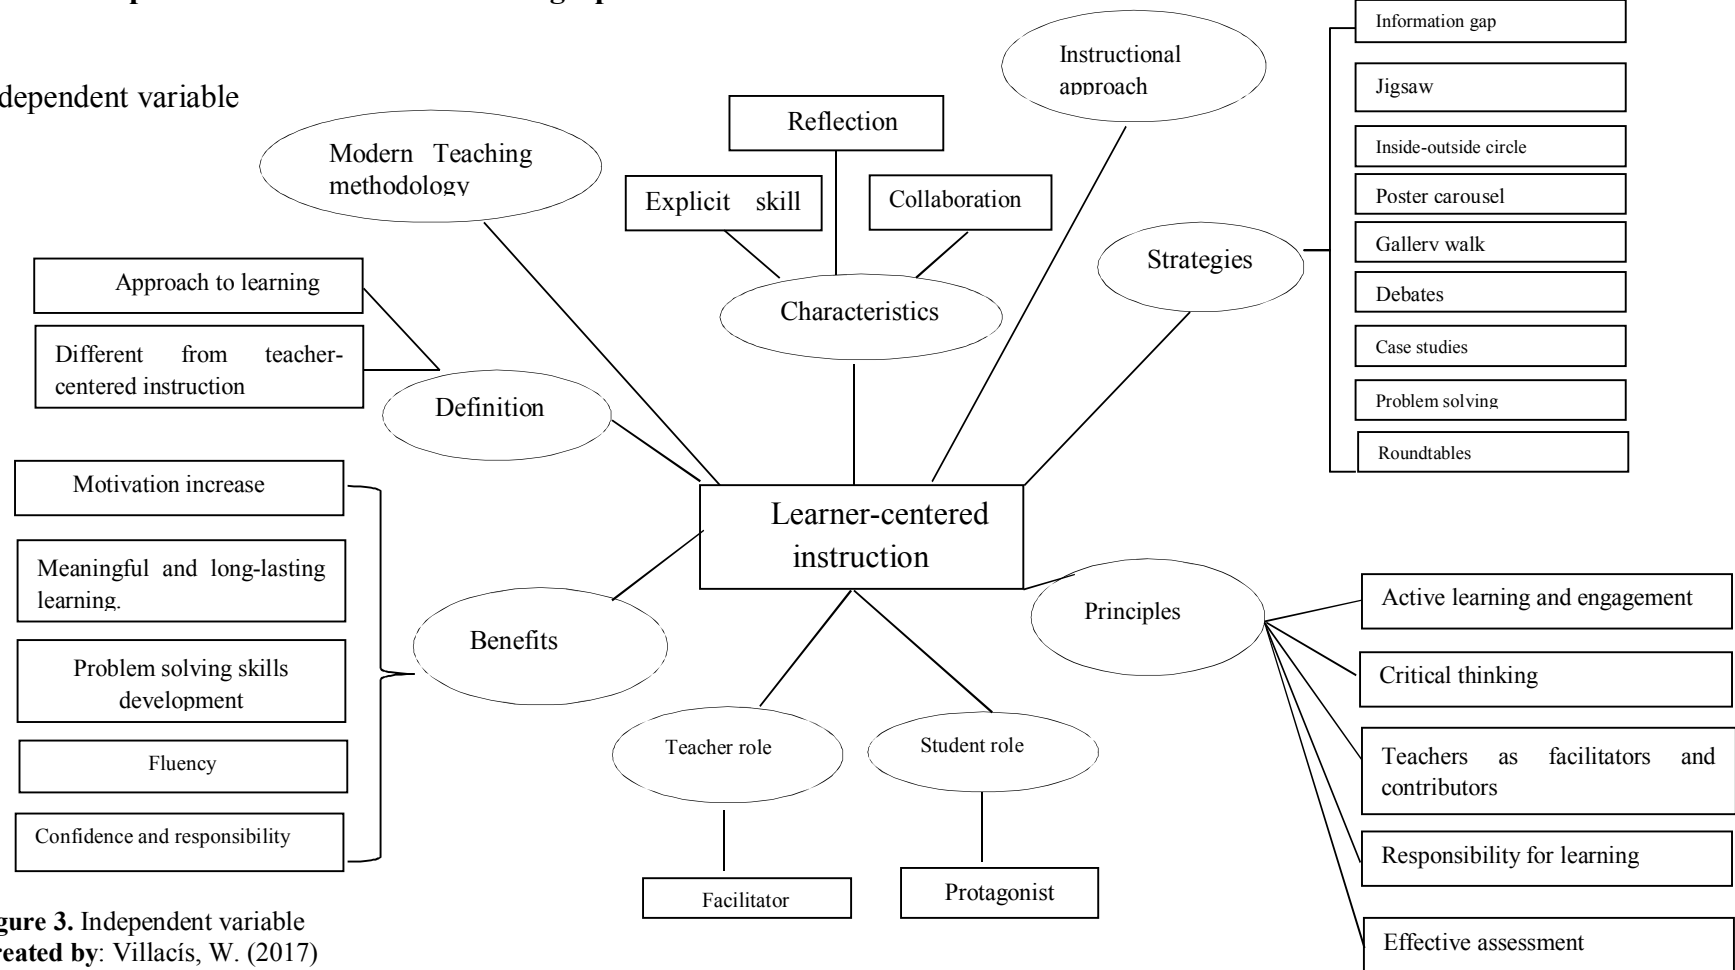 dependent variable
Modern Teaching
methodology
Reflection
Explicit skill
Collaboration
Characteristics
Instructional
approach
Strategies
Information gap
Jigsaw
Inside-outside circle
Poster carousel
Gallery walk
Debates
Case studies
Problem solving
Roundtables
Approach to learning
Different from teacher-
centered instruction
Definition
Learner-centered
instruction
Motivation increase
Meaningful and long-lasting
learning.
Problem solving skills
development
Fluency
Confidence and responsibility
Benefits
Teacher role
Facilitator
Student role
Protagonist
Principles
Active learning and engagement
Critical thinking
Teachers as facilitators and
contributors
Responsibility for learning
Effective assessment
gure 3. Independent variable
reated by: Villacís, W. (2017)